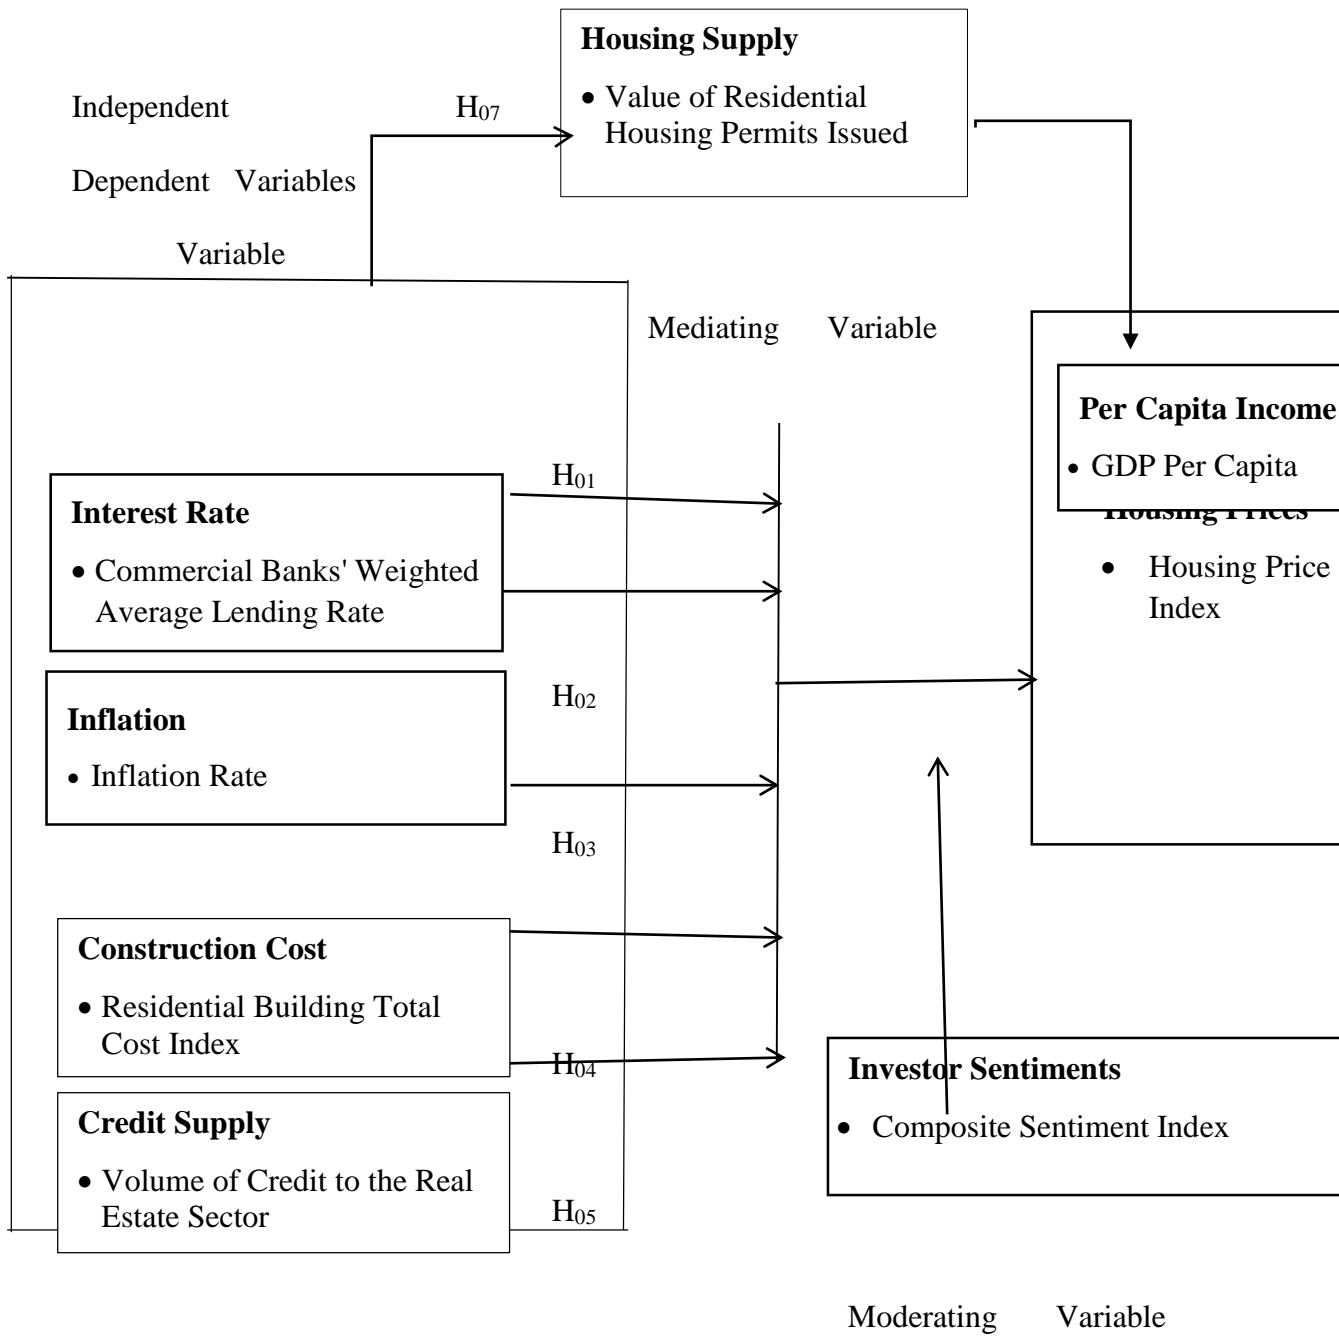 Housing Supply
• Value of Residential
Housing Permits Issued
Independent
H07
Dependent Variables
Variable
Mediating Variable
Per Capita Income
• GDP Per Capita
Housing Prices
• Housing Price
Index
H01
Interest Rate
• Commercial Banks' Weighted
Average Lending Rate
H02
Inflation
• Inflation Rate
H03
Construction Cost
• Residential Building Total
Cost Index
H04
Investor Sentiments
• Composite Sentiment Index
Credit Supply
• Volume of Credit to the Real
Estate Sector
H05
Moderating Variable